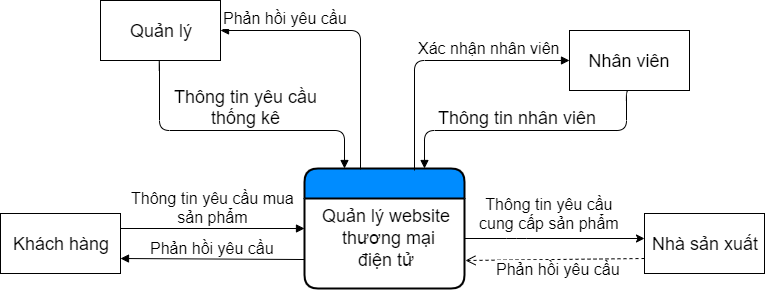 Quản lý
Phản hồi yêu cầu
Xác nhận nhân viên
Nhân viên
Thông tin yêu cầu
thống kê
Thông tin nhân viên
Khách hàng
Thông tin yêu cầu mua
sản phẩm
Phản hồi yêu cầu
Quản lý website
thương mại
điện tử
Thông tin yêu cầu
cung cấp sản phẩm
Phản hồi yêu cầu
Nhà sản xuất